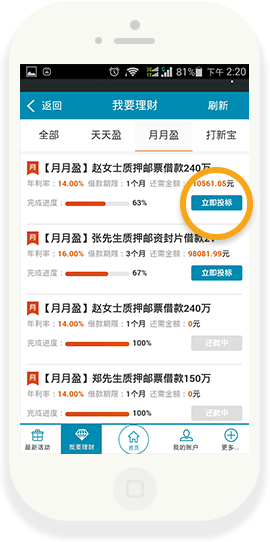 81% 下午 2:20
返回 我要理财 刷新
全部 天天盈 月月盈 打新宝
月 【月月盈】赵女士质押邮票借款240万
年利率：14.00% 借款期限：1个月 还需金额：10561.05元
完成进度： 63% 立即投标
月 【月月盈】张先生质押邮资封片借款21
年利率：16.00% 借款期限：3个月 还需金额：98081.99元
完成进度： 67% 立即投标
月 【月月盈】赵女士质押邮票借款240万
年利率：14.00% 借款期限：1个月 还需金额：0元
完成进度： 100% 还款中
月 【月月盈】郑先生质押邮票借款150万
年利率：14.00% 借款期限：1个月 还需金额：0元
完成进度： 100% 还款中
最新活动 我要理财 首页 我的账户 更多...